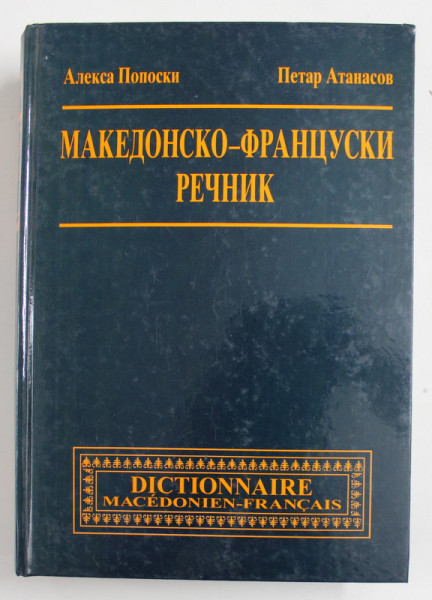 Алекса Попоски Петар Атанасов
МАКЕДОНСКО-ФРАНЦУСКИ
РЕЧНИК
DICTIONNAIRE
MACÉDONIEN-FRANÇAIS